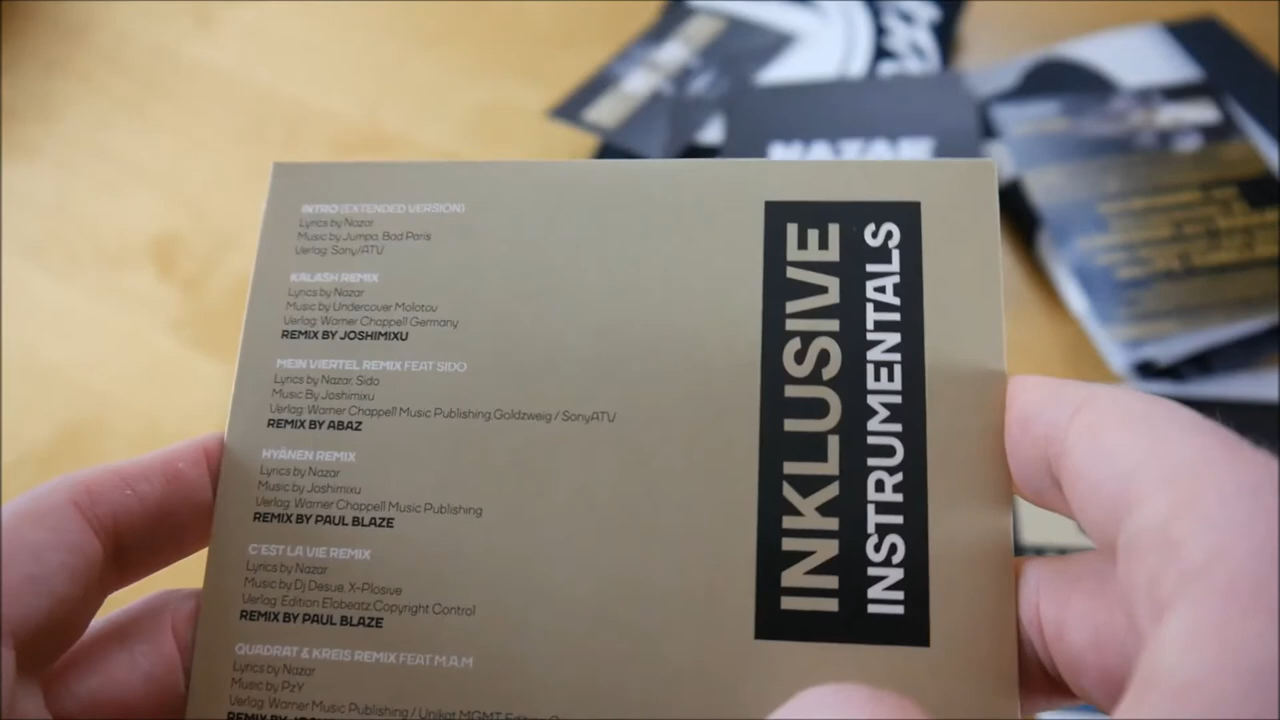 INTRO (EXTENDED VERSION)
Lyrics by Nazar
Music by Jumpa, Bad Paris
Verlag: Sony/ATV
KALASH REMIX
Lyrics by Nazar
Music by Undercover Molotov
Verlag: Warner Chappell Germany
REMIX BY JOSHIMIXU
MEIN VIERTEL REMIX FEAT SIDO
Lyrics by Nazar, Sido
Music By Joshimixu
Verlag: Warner Chappell Music Publishing,Goldzweig / SonyATV
REMIX BY ABAZ
HYÄNEN REMIX
Lyrics by Nazar
Music by Joshimixu
Verlag: Warner Chappell Music Publishing
REMIX BY PAUL BLAZE
C'EST LA VIE REMIX
Lyrics by Nazar
Music by Dj Desue, X-Plosive
Verlag: Edition Elobeatz,Copyright Control
REMIX BY PAUL BLAZE
QUADRAT & KREIS REMIX FEAT M.A.M
Lyrics by Nazar
Music by PzY
Verlag: Warner Music Publishing / Unikat MGMT
REMIX BY
INKLUSIVE
INSTRUMENTALS